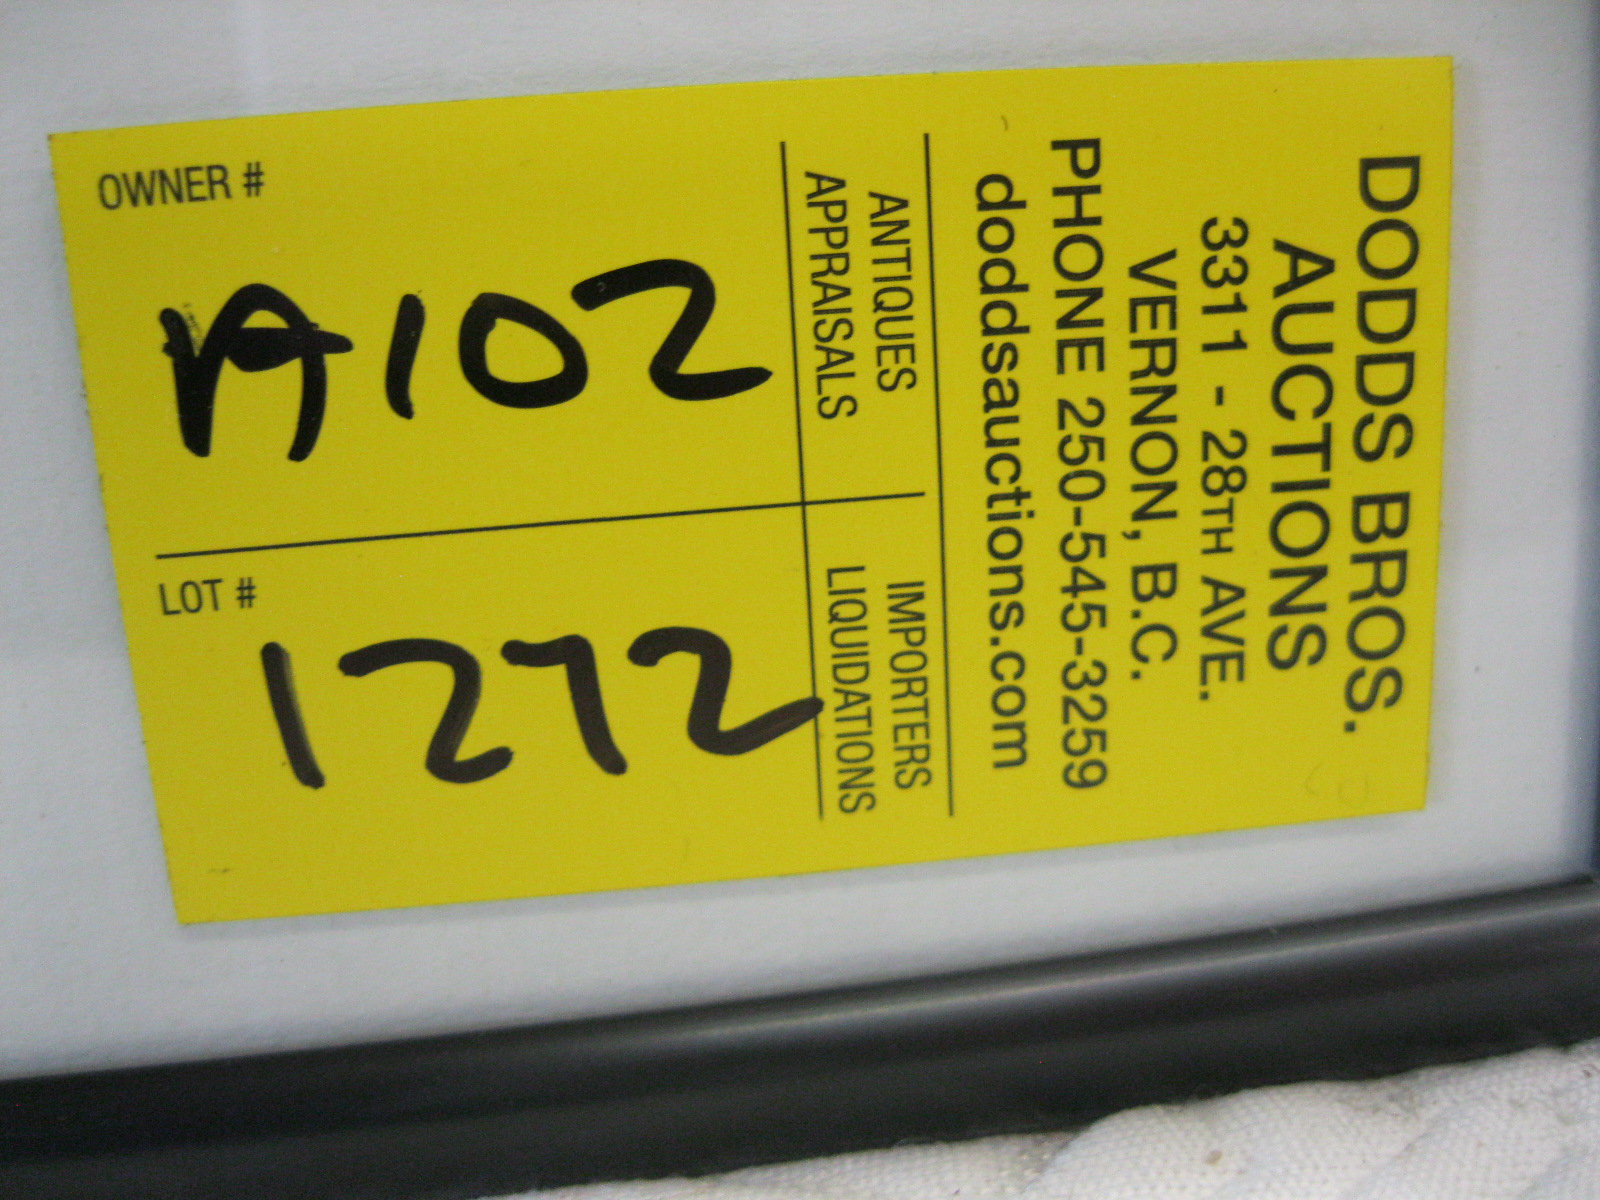 DODDS BROS.
AUCTIONS
3311 - 28TH AVE.
VERNON, B.C.
PHONE 250-545-3259
doddsauctions.com
ANTIQUES IMPORTERS
APPRAISALS LIQUIDATIONS
OWNER #
A102
LOT #
1272